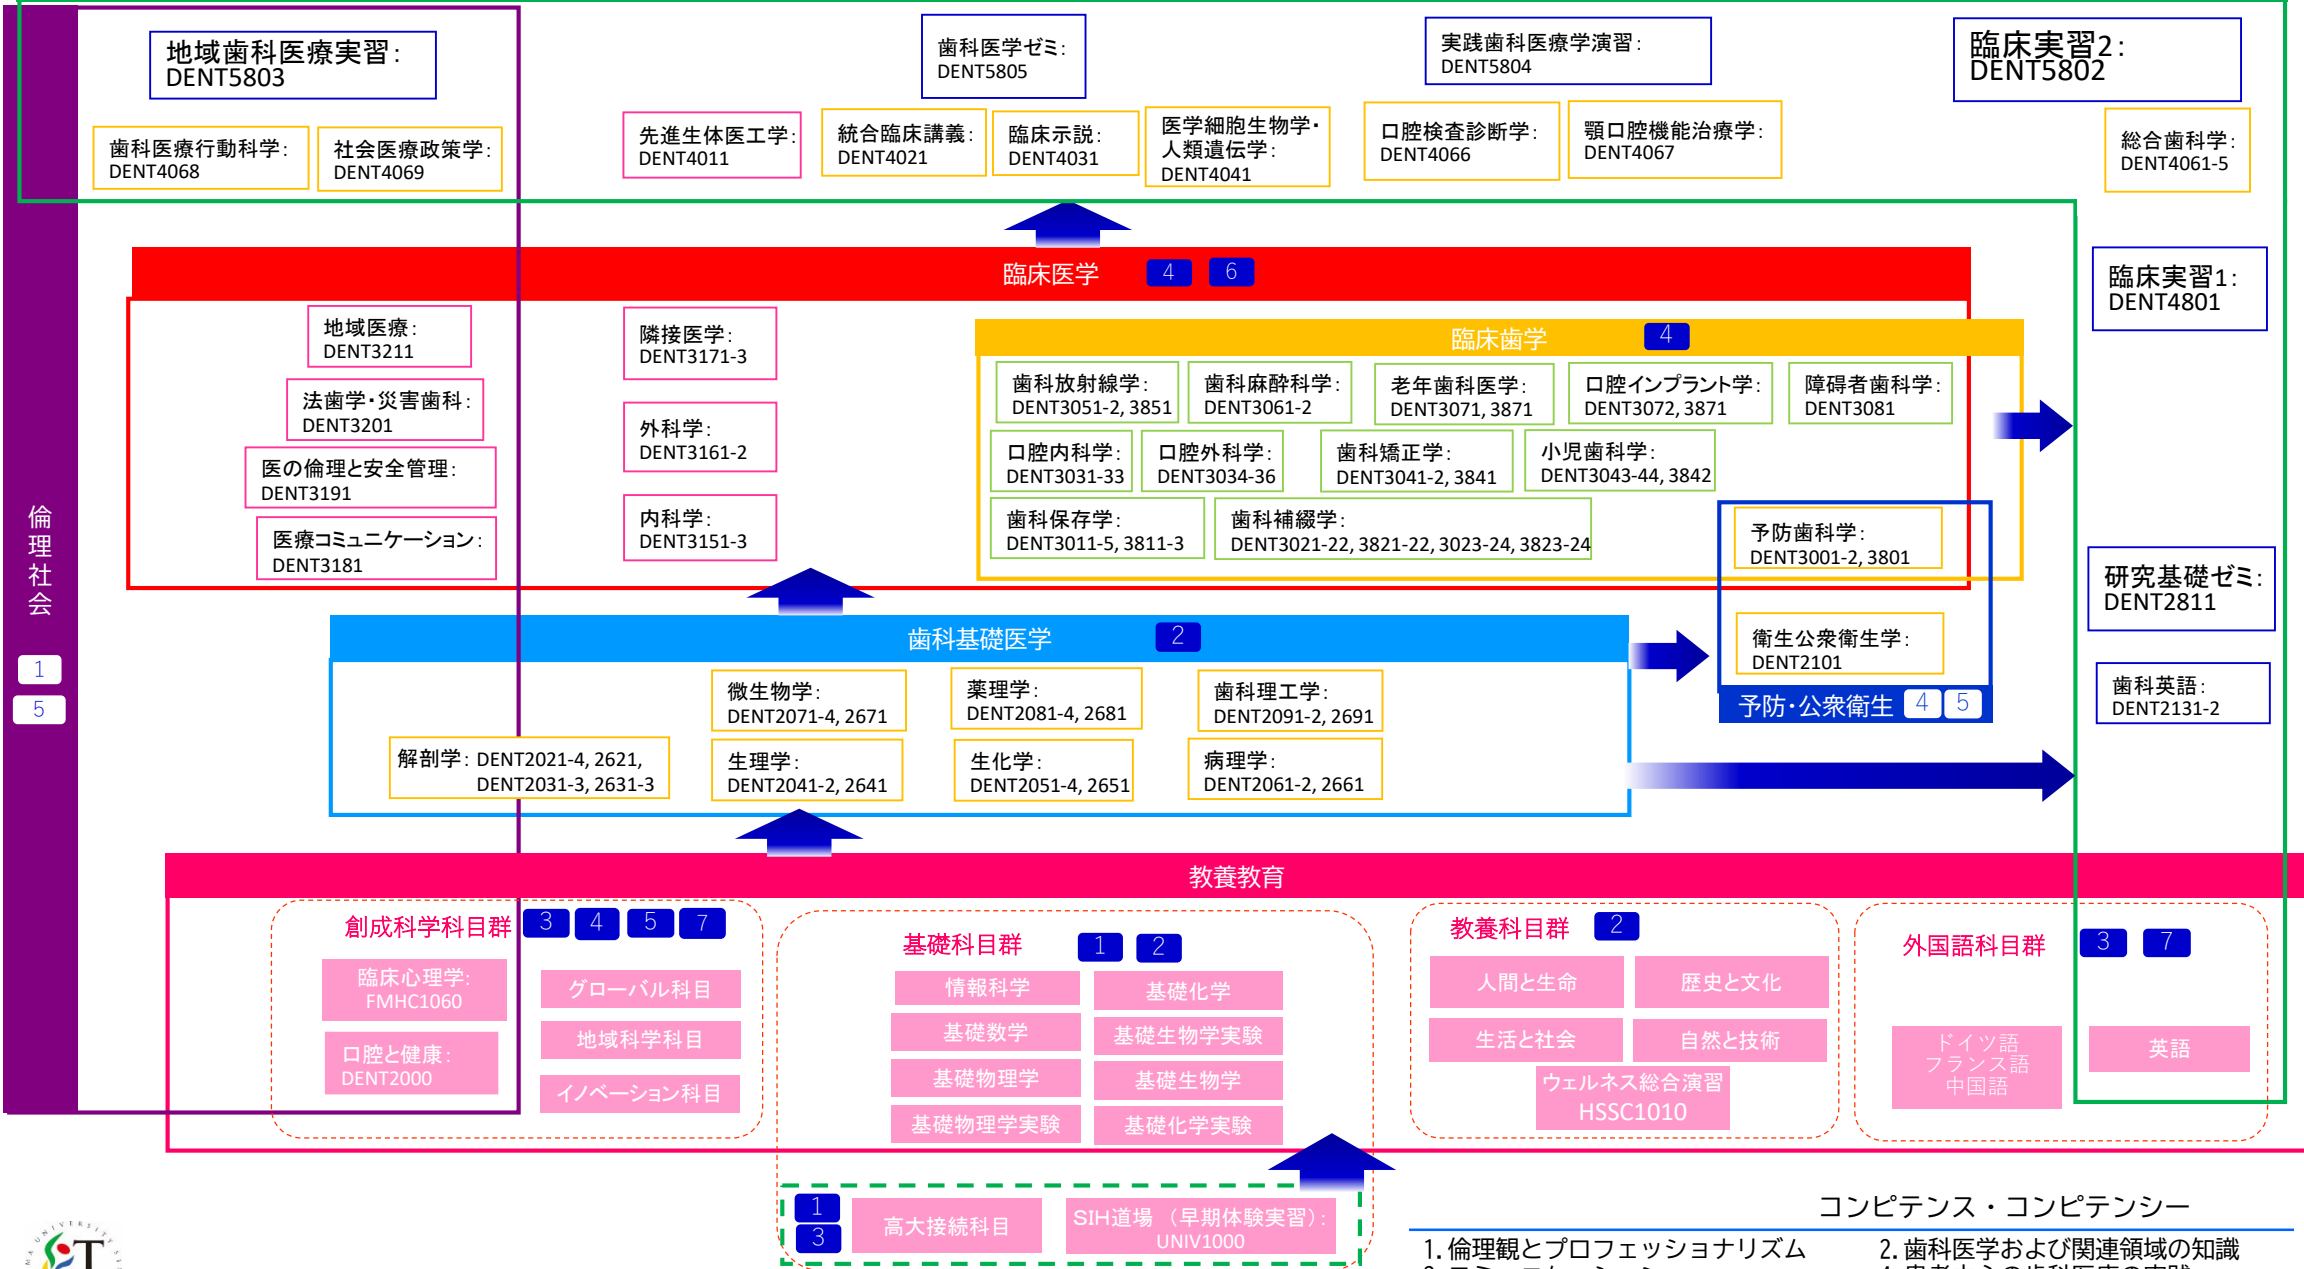 地域歯科医療実習：
DENT5803
歯科医学ゼミ：
DENT5805
実践歯科医療学演習：
DENT5804
臨床実習2：
DENT5802
歯科医療行動科学：
DENT4068
社会医療政策学：
DENT4069
先進生体医工学：
DENT4011
統合臨床講義：
DENT4021
臨床示説：
DENT4031
医学細胞生物学・
人類遺伝学：
DENT4041
口腔検査診断学：
DENT4066
顎口腔機能治療学：
DENT4067
総合歯科学：
DENT4061-5
倫理社会
1
5
臨床医学
4
6
臨床実習1：
DENT4801
地域医療：
DENT3211
法歯学・災害歯科：
DENT3201
医の倫理と安全管理：
DENT3191
医療コミュニケーション：
DENT3181
隣接医学：
DENT3171-3
外科学：
DENT3161-2
内科学：
DENT3151-3
臨床歯学
4
歯科放射線学：
DENT3051-2, 3851
歯科麻酔科学：
DENT3061-2
老年歯科医学：
DENT3071, 3871
口腔インプラント学：
DENT3072, 3871
障碍者歯科学：
DENT3081
口腔内科学：
DENT3031-33
口腔外科学：
DENT3034-36
歯科矯正学：
DENT3041-2, 3841
小児歯科学：
DENT3043-44, 3842
歯科保存学：
DENT3011-5, 3811-3
歯科補綴学：
DENT3021-22, 3821-22, 3023-24, 3823-24
予防歯科学：
DENT3001-2, 3801
衛生公衆衛生学：
DENT2101
予防・公衆衛生
4
5
研究基礎ゼミ：
DENT2811
歯科英語：
DENT2131-2
歯科基礎医学
2
微生物学：
DENT2071-4, 2671
薬理学：
DENT2081-4, 2681
歯科理工学：
DENT2091-2, 2691
解剖学：DENT2021-4, 2621,
DENT2031-3, 2631-3
生理学：
DENT2041-2, 2641
生化学：
DENT2051-4, 2651
病理学：
DENT2061-2, 2661
教養教育
創成科学科目群
3
4
5
7
臨床心理学：
FMHC1060
口腔と健康：
DENT2000
グローバル科目
地域科学科目
イノベーション科目
基礎科目群
1
2
情報科学
基礎化学
基礎数学
基礎生物学実験
基礎物理学
基礎生物学
基礎物理学実験
基礎化学実験
教養科目群
2
人間と生命
歴史と文化
生活と社会
自然と技術
ウェルネス総合演習
HSSC1010
外国語科目群
3
7
ドイツ語
フランス語
中国語
英語
1
3
高大接続科目
SIH道場 （早期体験実習）：
UNIV1000
コンピテンス・コンピテンシー
1. 倫理観とプロフェッショナリズム
2. 歯科医学および関連領域の知識